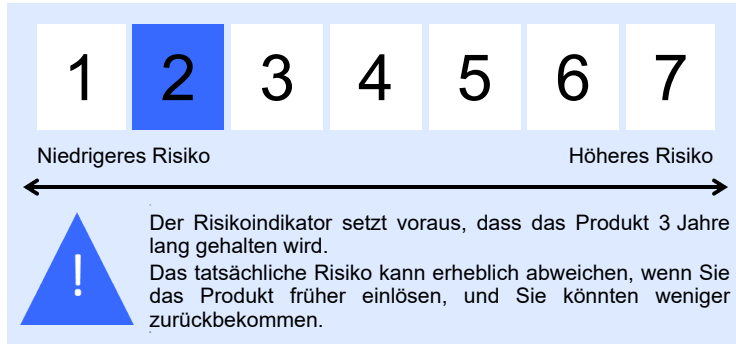 1 2 3 4 5 6 7
Niedrigeres Risiko Höheres Risiko
Der Risikoindikator setzt voraus, dass das Produkt 3 Jahre
lang gehalten wird.
!
Das tatsächliche Risiko kann erheblich abweichen, wenn Sie
das Produkt früher einlösen, und Sie könnten weniger
zurückbekommen.